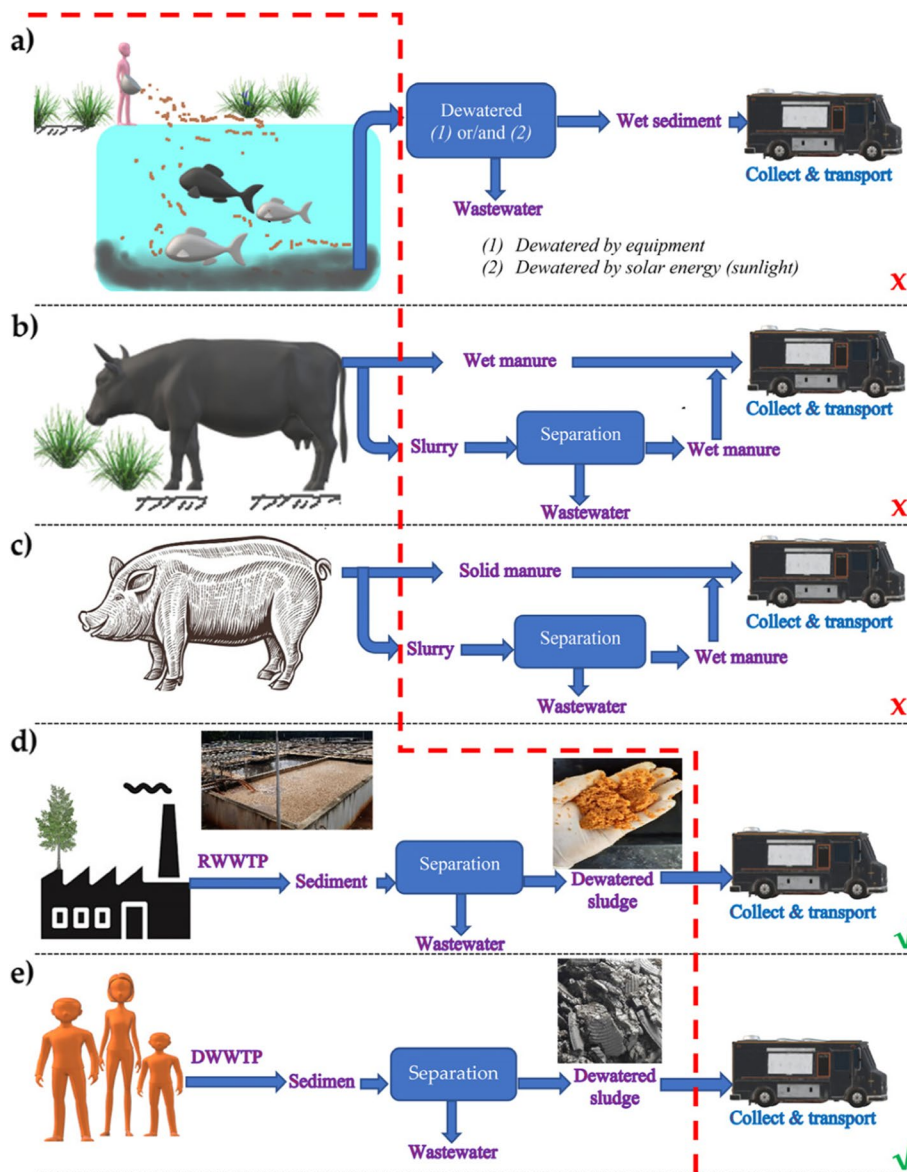 a)
Dewatered
(1) or/and (2)
Wet sediment
Collect & transport
Wastewater
(1) Dewatered by equipment
(2) Dewatered by solar energy (sunlight)
x
b)
Wet manure
Collect & transport
Slurry
Separation
Wet manure
Wastewater
x
c)
Solid manure
Collect & transport
Slurry
Separation
Wet manure
Wastewater
x
d)
RWWTP
Sediment
Separation
Dewatered
sludge
Collect & transport
Wastewater
√
e)
DWWTP
Sedimen
Separation
Dewatered
sludge
Collect & transport
Wastewater
√